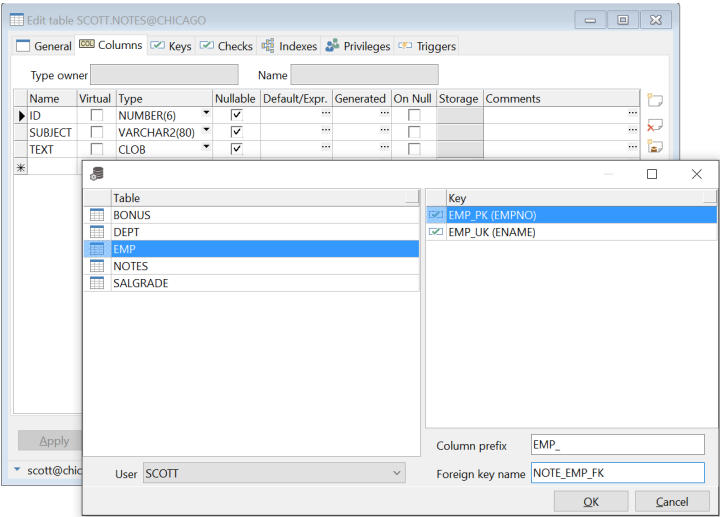 Edit table SCOTT.NOTES@CHICAGO
General Columns Keys Checks Indexes Privileges Triggers
Type owner Name
Name Virtual Type Nullable Default/Expr. Generated On Null Storage Comments
ID NUMBER(6) ... ... ...
SUBJECT VARCHAR2(80) ... ... ...
TEXT CLOB ... ... ...
Table Key
BONUS EMP_PK (EMPNO)
DEPT EMP_UK (ENAME)
EMP
NOTES
SALGRADE
Apply
Column prefix EMP_
scott@chic
User SCOTT Foreign key name NOTE_EMP_FK
OK Cancel